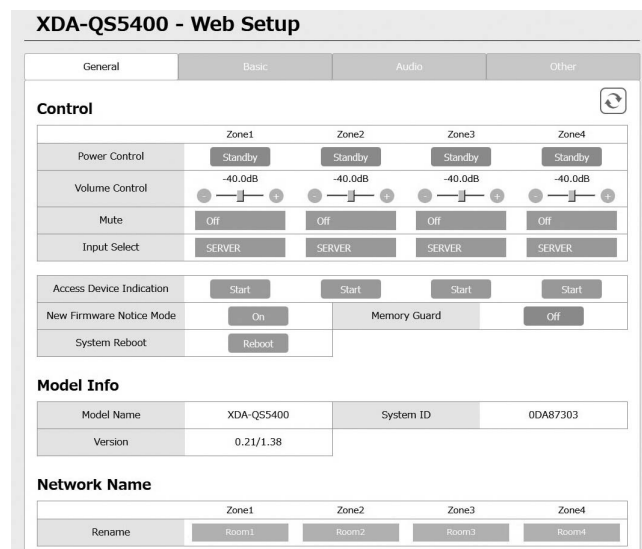 XDA-QS5400 - Web Setup
General Basic Audio Other
Control
Zone1 Zone2 Zone3 Zone4
Power Control Standby Standby Standby Standby
Volume Control -40.0dB -40.0dB -40.0dB -40.0dB
Mute Off Off Off Off
Input Select SERVER SERVER SERVER SERVER
Access Device Indication Start Start Start Start
New Firmware Notice Mode On Memory Guard Off
System Reboot Reboot
Model Info
Model Name XDA-QS5400 System ID 0DA87303
Version 0.21/1.38
Network Name
Zone1 Zone2 Zone3 Zone4
Rename Room1 Room2 Room3 Room4